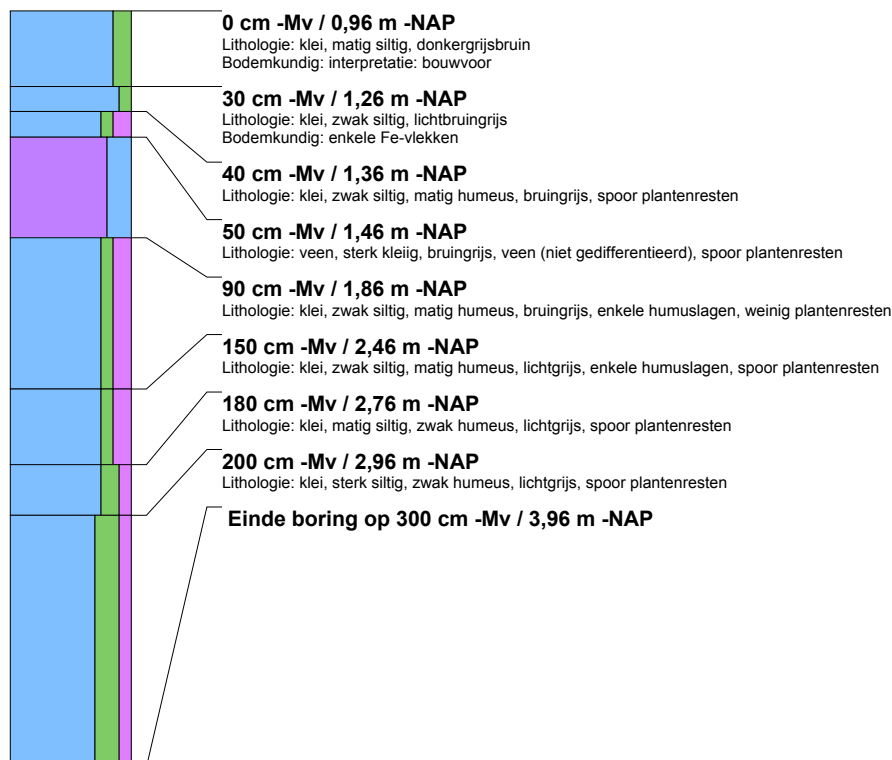 0 cm -Mv / 0,96 m -NAP
Lithologie: klei, matig siltig, donkergrijsbruin
Bodemkundig: interpretatie: bouwvoor
30 cm -Mv / 1,26 m -NAP
Lithologie: klei, zwak siltig, lichtbruingrijs
Bodemkundig: enkele Fe-vlekken
40 cm -Mv / 1,36 m -NAP
Lithologie: klei, zwak siltig, matig humeus, bruingrijs, spoor plantenresten
50 cm -Mv / 1,46 m -NAP
Lithologie: veen, sterk kleiig, bruingrijs, veen (niet gedifferentieerd), spoor plantenresten
90 cm -Mv / 1,86 m -NAP
Lithologie: klei, zwak siltig, matig humeus, bruingrijs, enkele humuslagen, weinig plantenresten
150 cm -Mv / 2,46 m -NAP
Lithologie: klei, zwak siltig, matig humeus, lichtgrijs, enkele humuslagen, spoor plantenresten
180 cm -Mv / 2,76 m -NAP
Lithologie: klei, matig siltig, zwak humeus, lichtgrijs, spoor plantenresten
200 cm -Mv / 2,96 m -NAP
Lithologie: klei, sterk siltig, zwak humeus, lichtgrijs, spoor plantenresten
Einde boring op 300 cm -Mv / 3,96 m -NAP